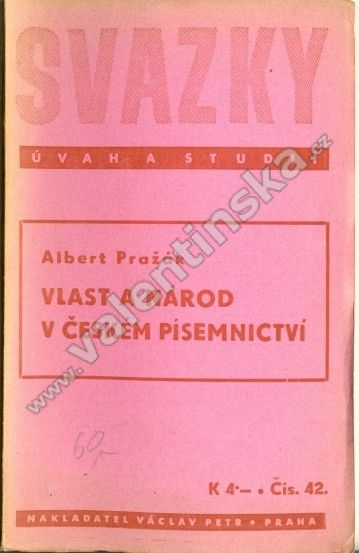 SVAZKY
ÚVAH A STUDIÍ
Albert Pražák
VLAST A NÁROD
V ČESKÉM PÍSEMNICTVÍ
60,-
K 4·— • Čís. 42.
NAKLADATEL VÁCLAV PETR • PRAHA
www.valentinska.cz